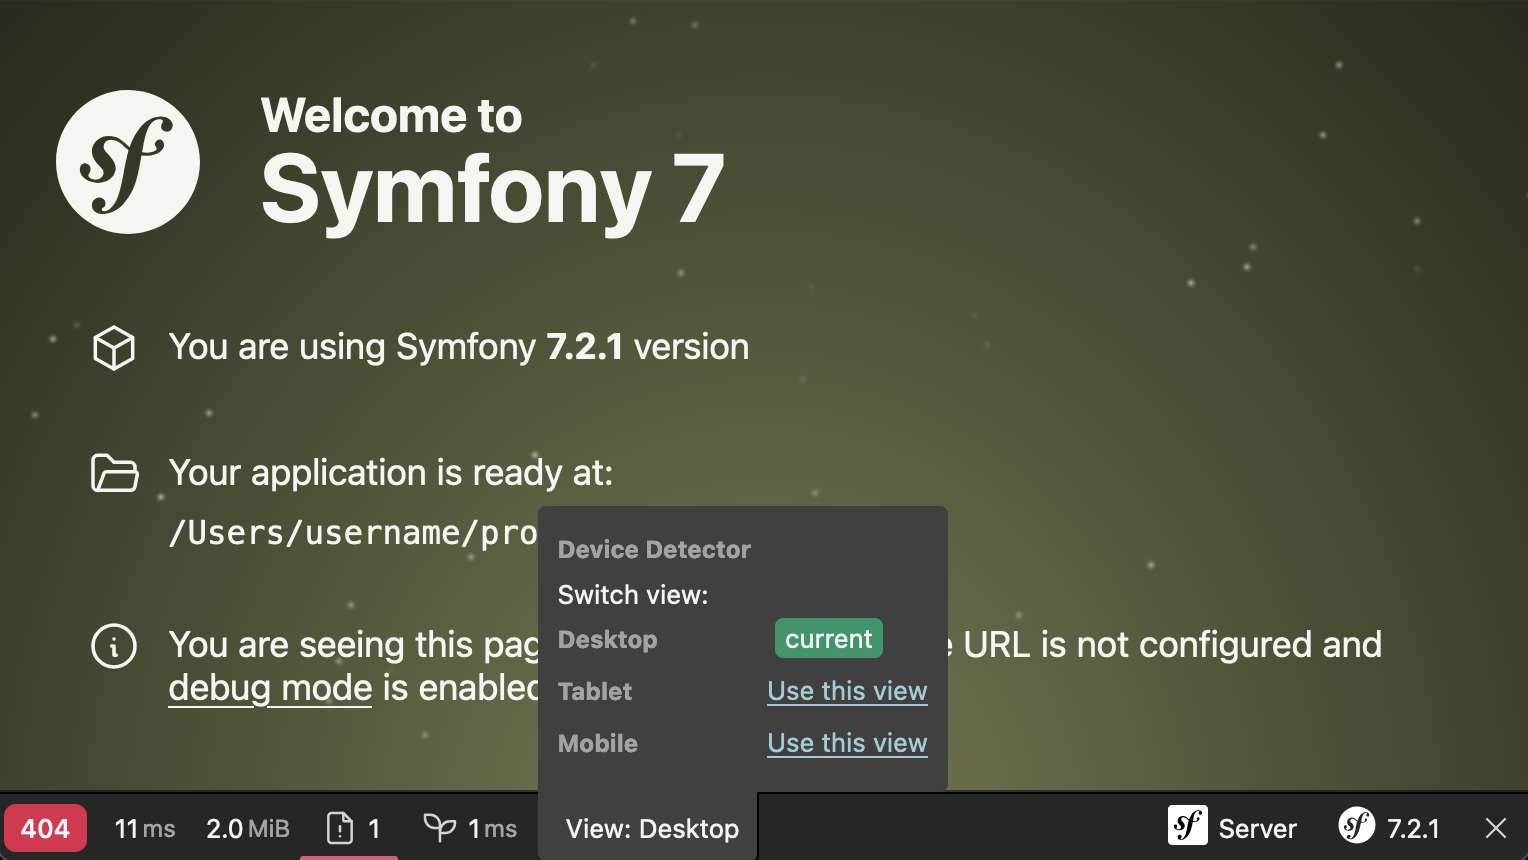 Welcome to
Symfony 7
You are using Symfony 7.2.1 version
Your application is ready at:
/Users/username/pro
You are seeing this pag URL is not configured and
debug mode is enabled
Device Detector
Switch view:
Desktop current
Tablet Use this view
Mobile Use this view
404 11 ms 2.0 MiB 1 1 ms View: Desktop Server 7.2.1